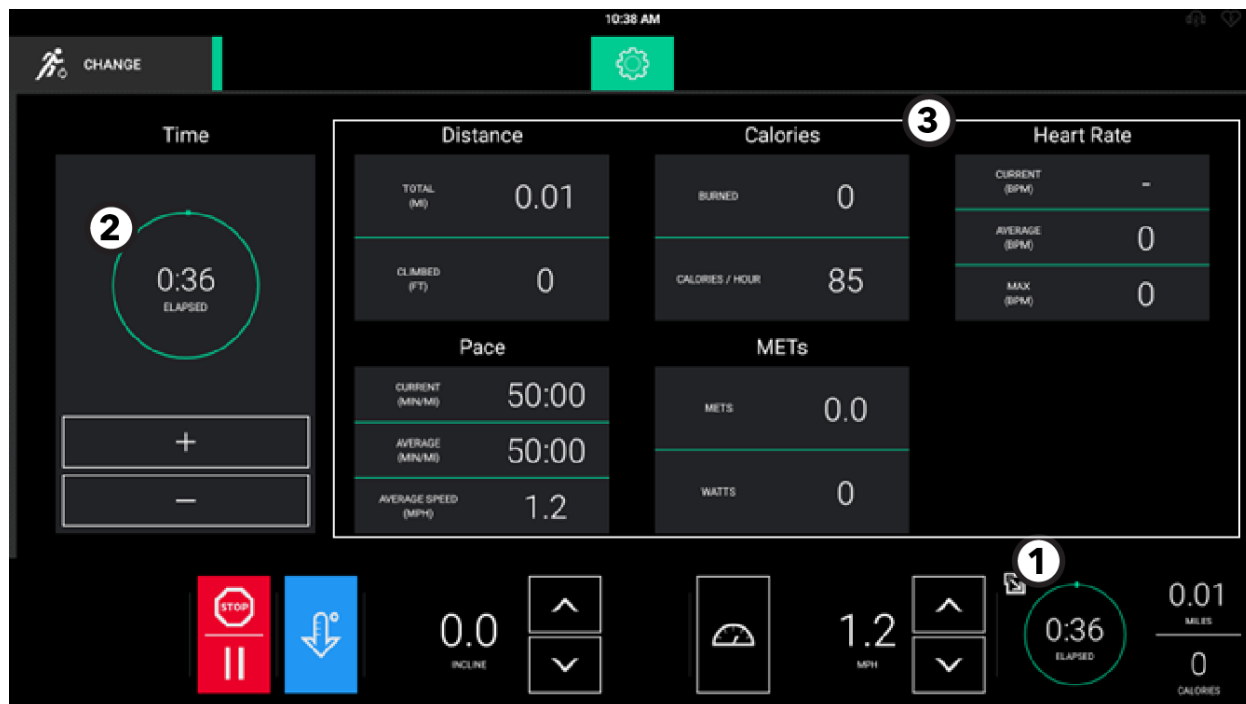 10:38 AM
CHANGE
3
Time
Distance
Calories
Heart Rate
2
0:36
ELAPSED
+
−
TOTAL
(MI)
0.01
CLIMBED
(FT)
0
BURNED
0
CALORIES / HOUR
85
CURRENT
(BPM)
-
AVERAGE
(BPM)
0
MAX
(BPM)
0
Pace
METs
CURRENT
(MIN/MI)
50:00
AVERAGE
(MIN/MI)
50:00
AVERAGE SPEED
(MPH)
1.2
METS
0.0
WATTS
0
1
STOP
0.0
INCLINE
1.2
MPH
0:36
ELAPSED
0.01
MILES
0
CALORIES